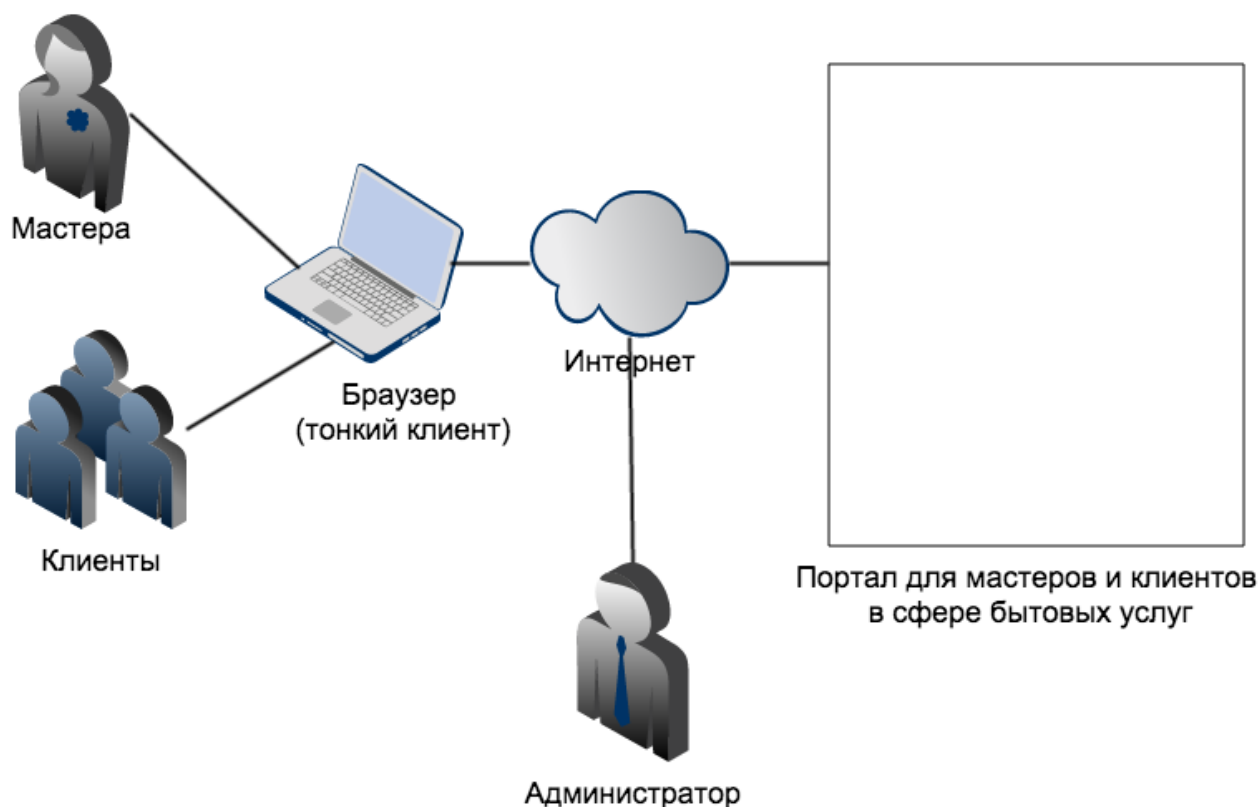 Мастера
Клиенты
Браузер
(тонкий клиент)
Интернет
Администратор
Портал для мастеров и клиентов
в сфере бытовых услуг